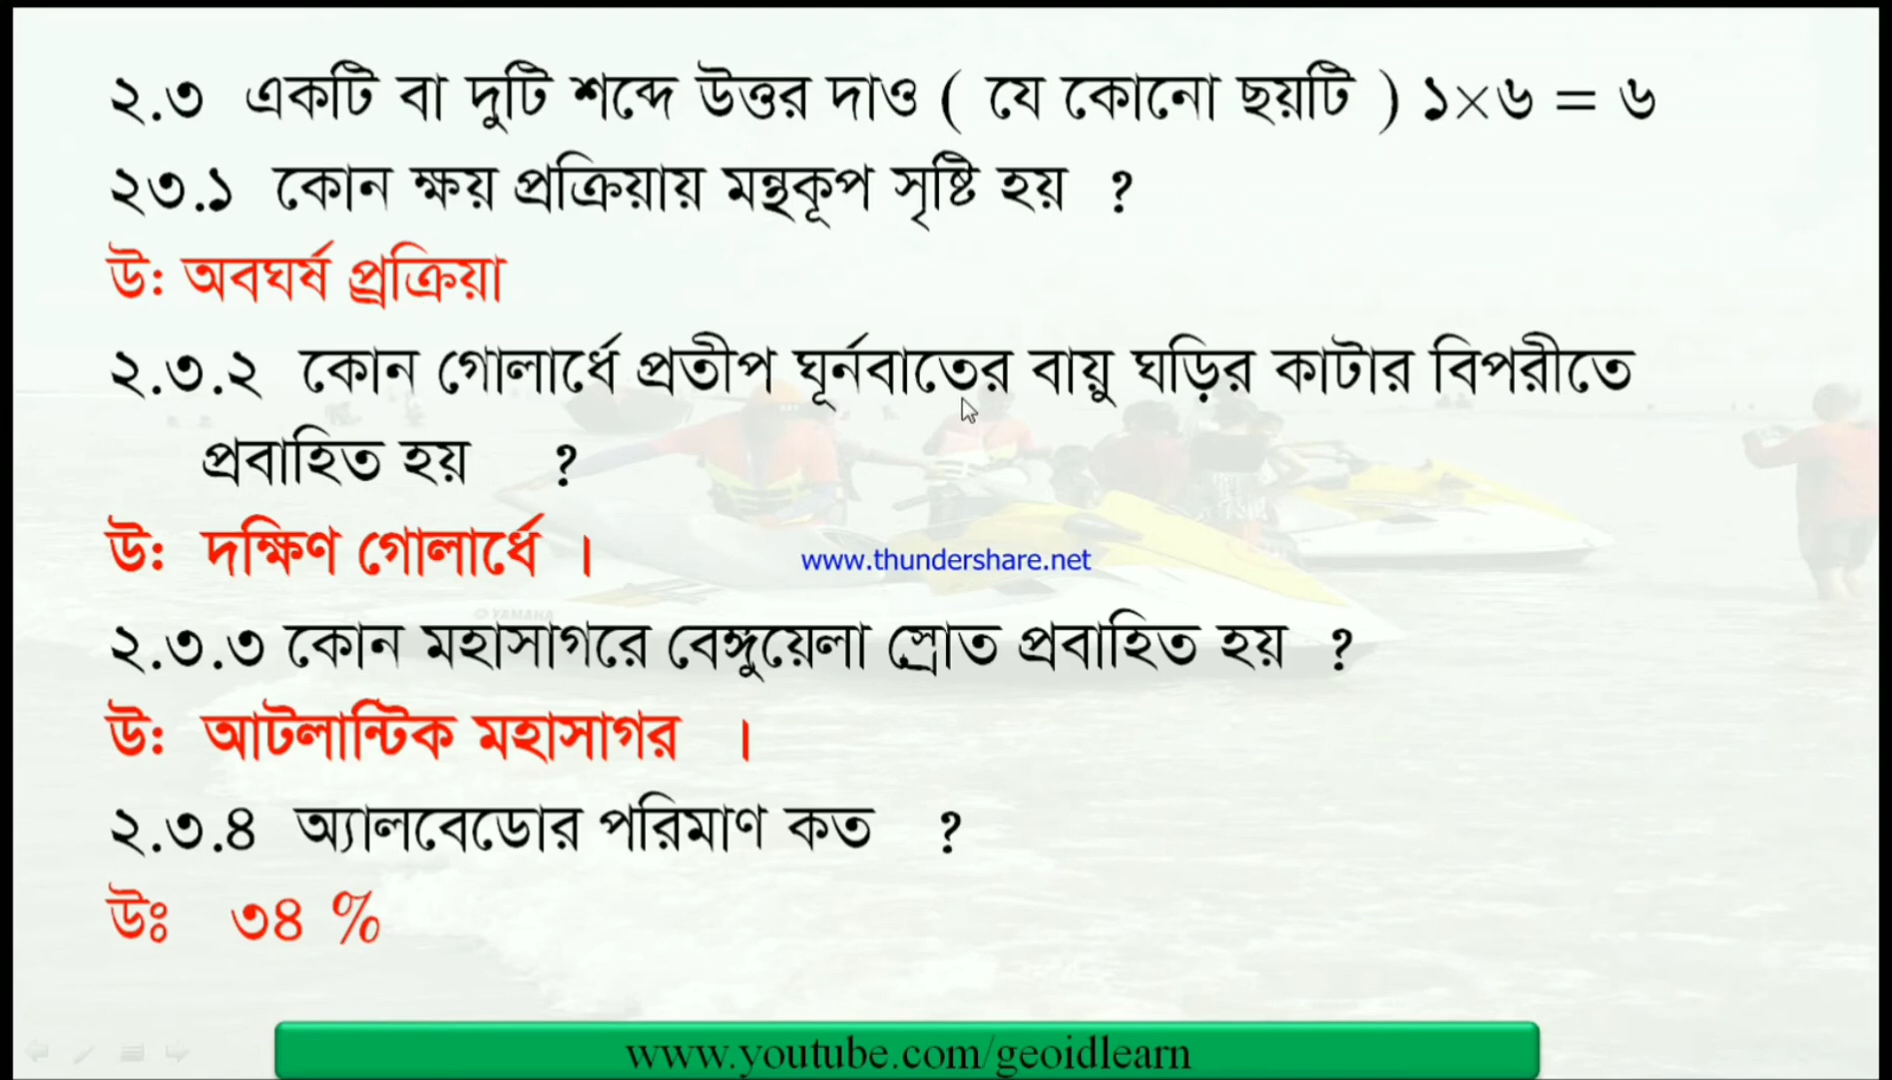 ২.৩ একটি বা দুটি শব্দে উত্তর দাও ( যে কোনো ছয়টি ) ১×৬ = ৬
২৩.১ কোন ক্ষয় প্রক্রিয়ায় মন্থকূপ সৃষ্টি হয় ?
উ: অবঘর্ষ প্রক্রিয়া
২.৩.২ কোন গোলার্ধে প্রতীপ ঘূর্নবাতের বায়ু ঘড়ির কাটার বিপরীতে
প্রবাহিত হয় ?
উ: দক্ষিণ গোলার্ধে ।
www.thundershare.net
২.৩.৩ কোন মহাসাগরে বেঙ্গুয়েলা স্রোত প্রবাহিত হয় ?
উ: আটলান্টিক মহাসাগর ।
২.৩.৪ অ্যালবেডোর পরিমাণ কত ?
উঃ ৩৪ %
www.youtube.com/geoidlearn